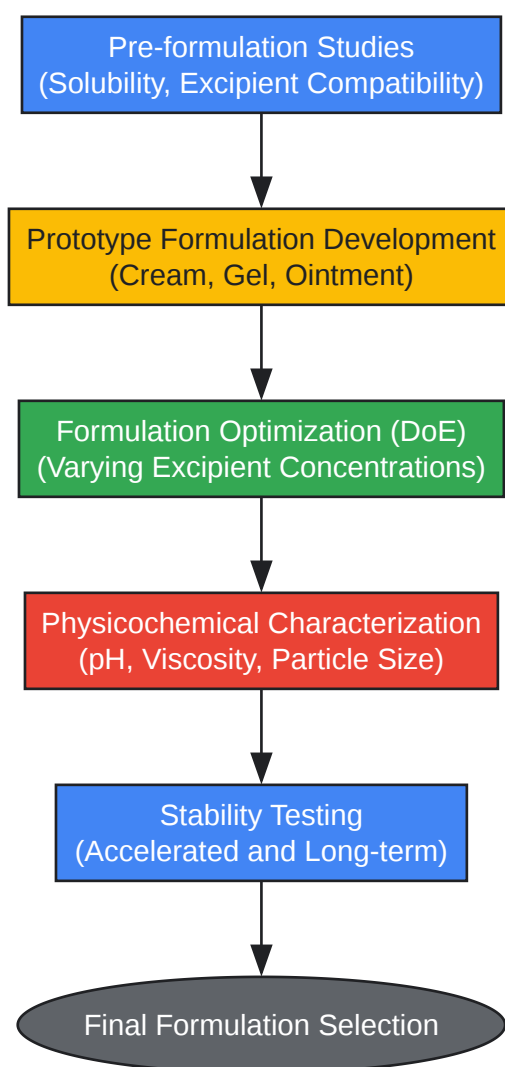 Pre-formulation Studies
(Solubility, Excipient Compatibility)
Prototype Formulation Development
(Cream, Gel, Ointment)
Formulation Optimization (DoE)
(Varying Excipient Concentrations)
Physicochemical Characterization
(pH, Viscosity, Particle Size)
Stability Testing
(Accelerated and Long-term)
Final Formulation Selection